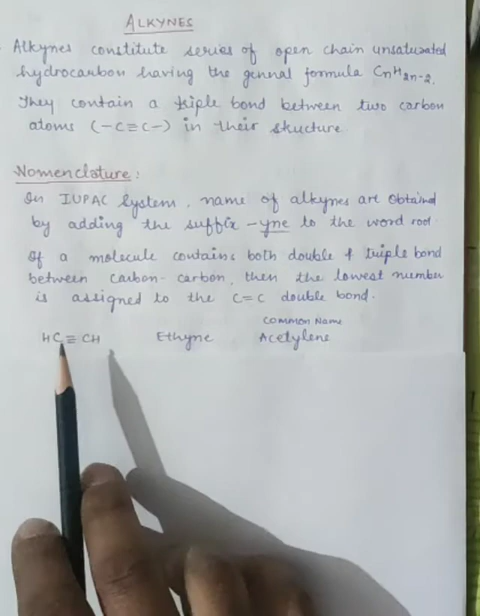 ALKYNES
Alkynes constitute series of open chain unsaturated
hydrocarbon having the general formula CnH2n-2.
They contain a triple bond between two carbon
atoms (-C≡C-) in their structure
Nomenclature:
In IUPAC system, name of alkynes are obtained
by adding the suffix -yne to the word root
If a molecule contains both double & triple bond
between carbon-carbon, then the lowest number
is assigned to the C=C double bond.
Common Name
HC≡CH Ethyne Acetylene